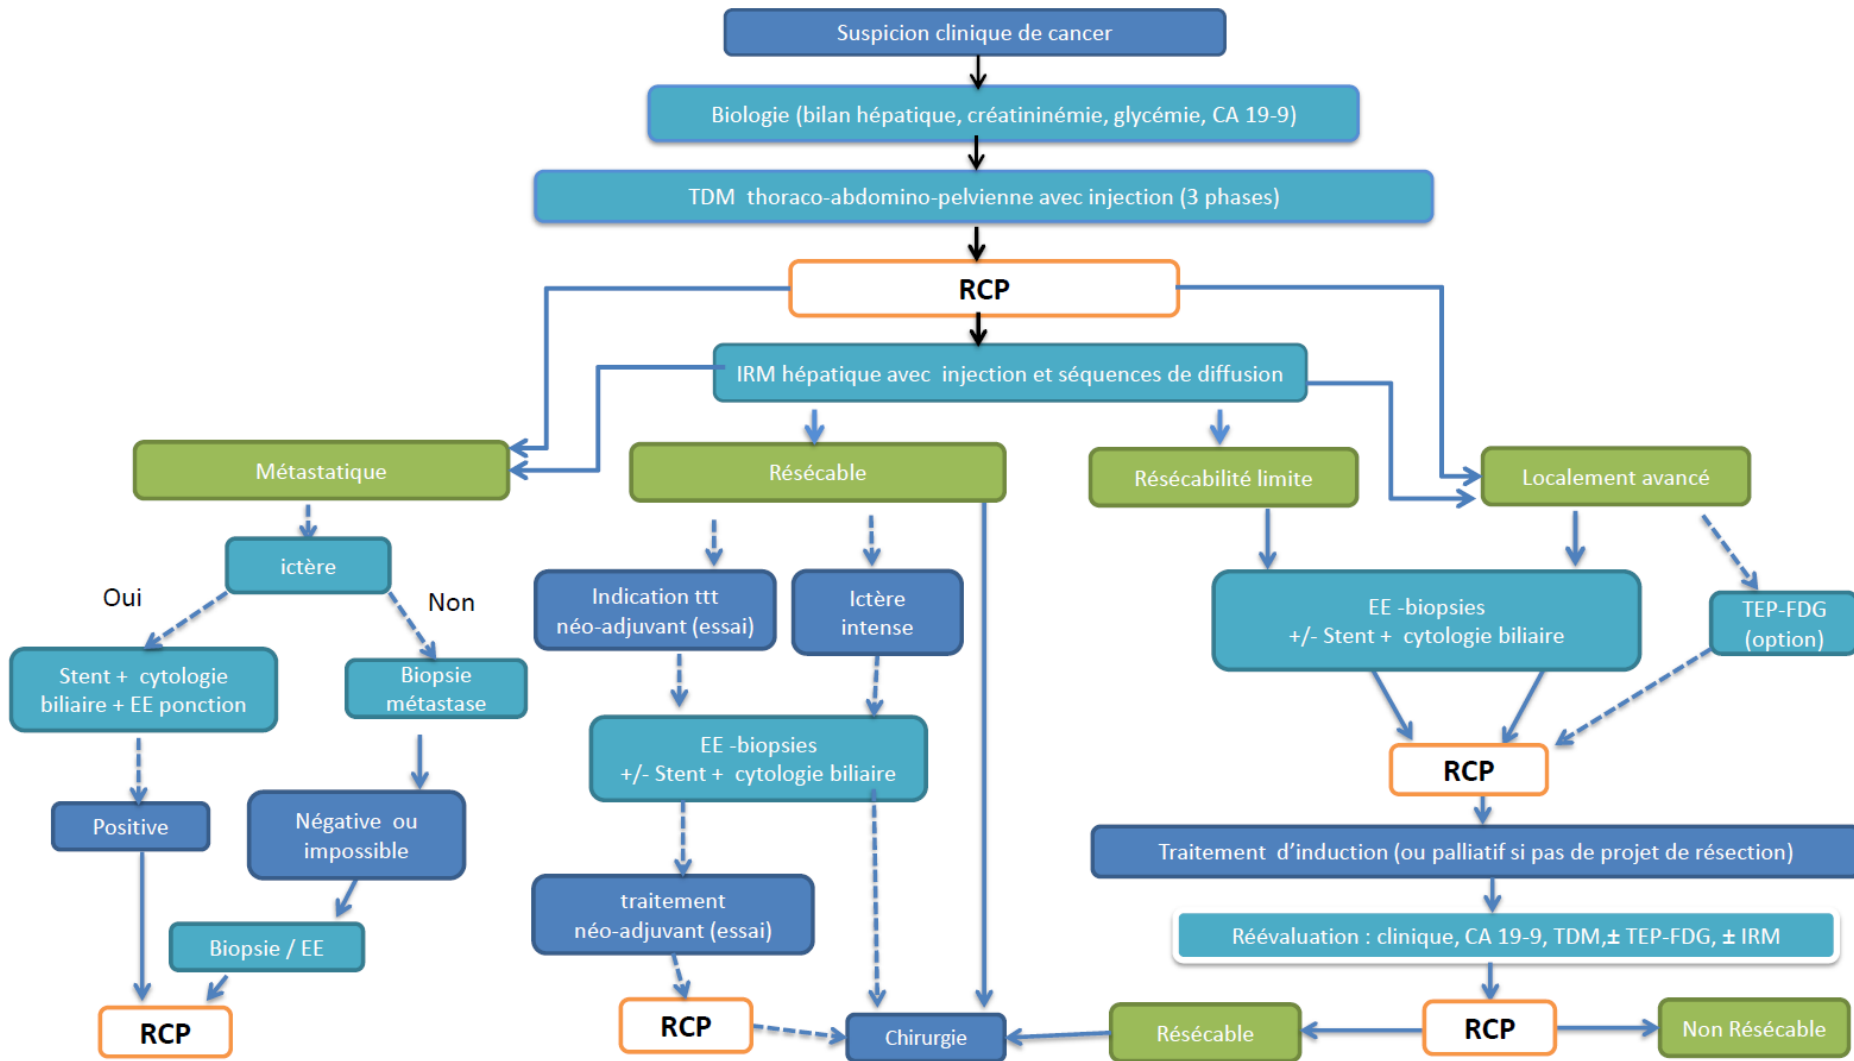 Suspicion clinique de cancer
Biologie (bilan hépatique, créatininémie, glycémie, CA 19-9)
TDM thoraco-abdomino-pelvienne avec injection (3 phases)
RCP
IRM hépatique avec injection et séquences de diffusion
Métastatique
Résécable
Résécabilité limite
Localement avancé
ictère
Oui
Non
Stent + cytologie
biliaire + EE ponction
Biopsie
métastase
Positive
Négative ou
impossible
Biopsie / EE
RCP
Indication ttt
néo-adjuvant (essai)
Ictère
intense
EE -biopsies
+/- Stent + cytologie biliaire
traitement
néo-adjuvant (essai)
RCP
Chirurgie
EE -biopsies
+/- Stent + cytologie biliaire
TEP-FDG
(option)
RCP
Traitement d’induction (ou palliatif si pas de projet de résection)
Réévaluation : clinique, CA 19-9, TDM,± TEP-FDG, ± IRM
Résécable
RCP
Non Résécable